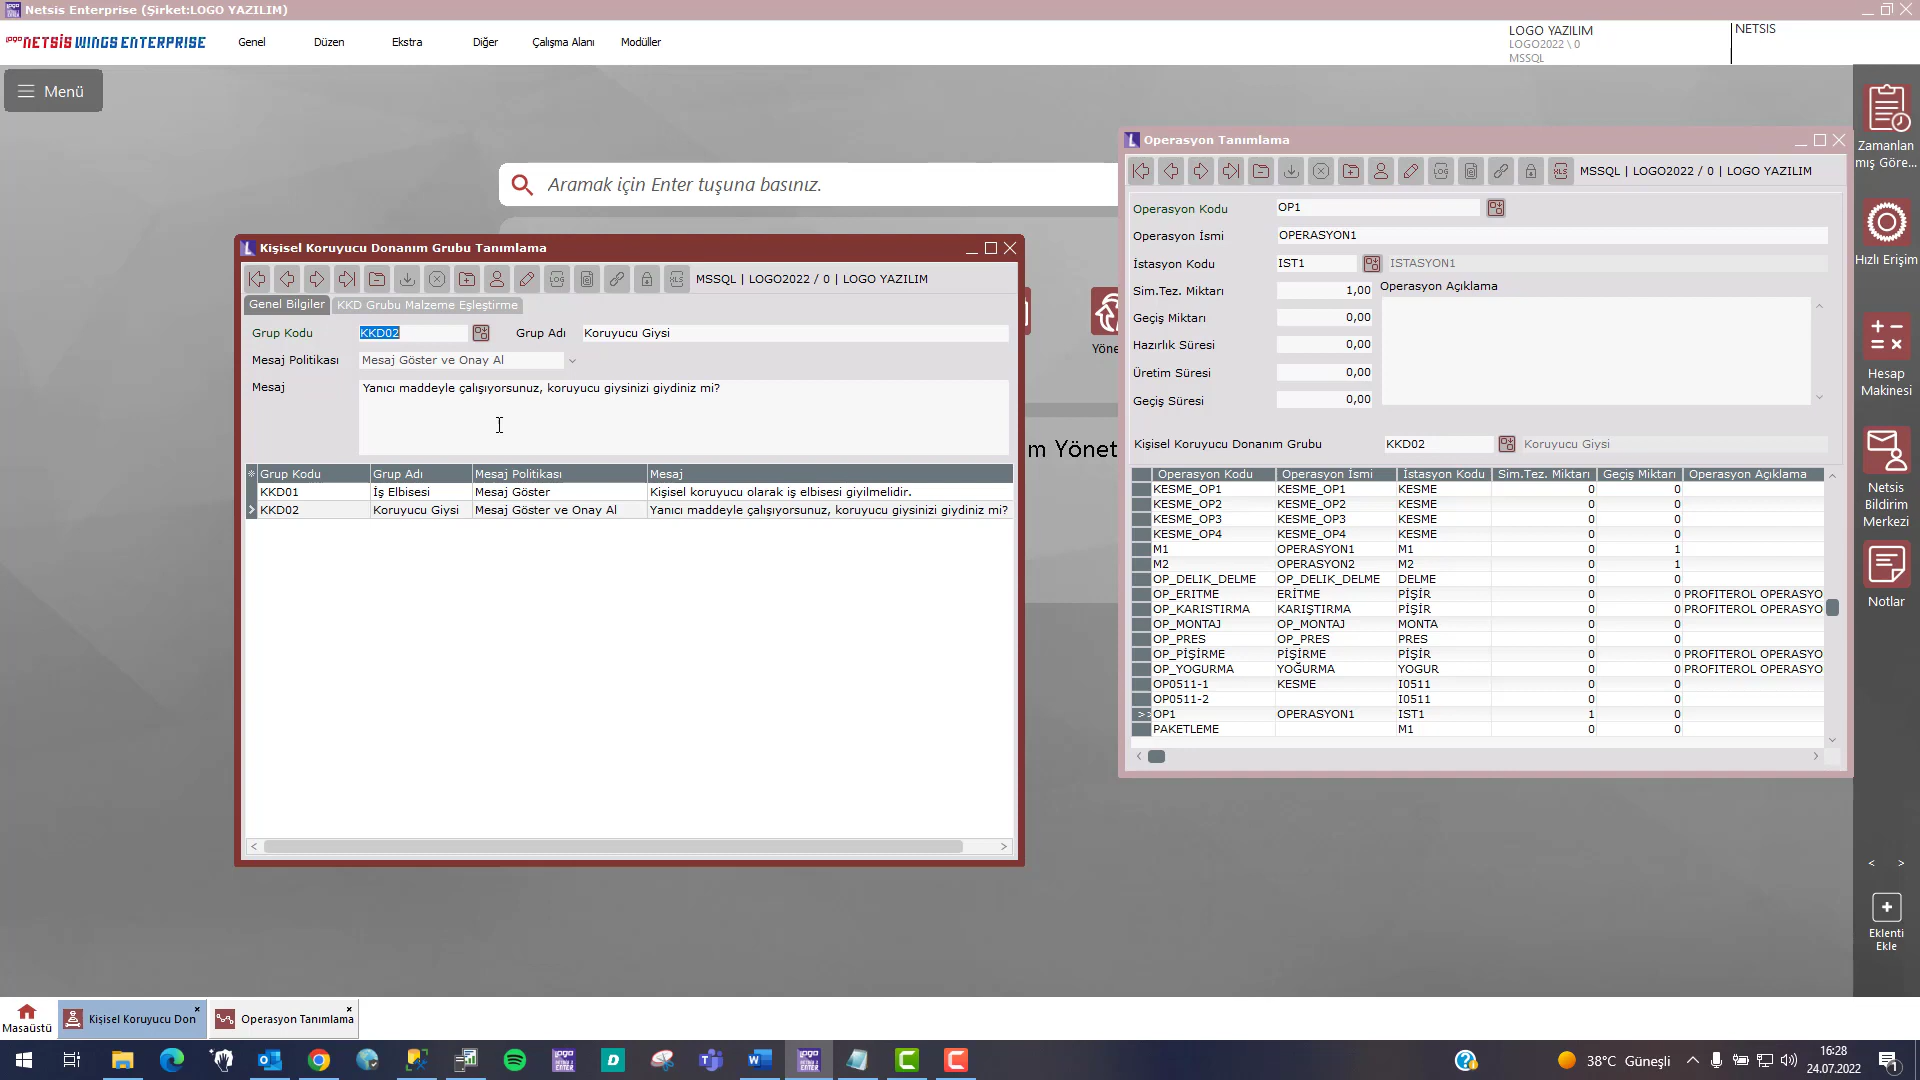 Netsis Enterprise (Şirket:LOGO YAZILIM)
logo NETSİS WINGS ENTERPRISE
Genel Düzen Ekstra Diğer Çalışma Alanı Modüller
LOGO YAZILIM
LOGO2022 \ 0
MSSQL
NETSIS
Menü
Aramak için Enter tuşuna basınız.
Zamanlan
mış Göre...
Hızlı Erişim
Hesap
Makinesi
Netsis
Bildirim
Merkezi
Notlar
< >
Eklenti
Ekle
Yöne
m Yönet
Kişisel Koruyucu Donanım Grubu Tanımlama
MSSQL | LOGO2022 / 0 | LOGO YAZILIM
Genel Bilgiler KKD Grubu Malzeme Eşleştirme
Grup Kodu KKD02 Grup Adı Koruyucu Giysi
Mesaj Politikası Mesaj Göster ve Onay Al
Mesaj Yanıcı maddeyle çalışıyorsunuz, koruyucu giysinizi giydiniz mi?
Grup Kodu Grup Adı Mesaj Politikası Mesaj
KKD01 İş Elbisesi Mesaj Göster Kişisel koruyucu olarak iş elbisesi giyilmelidir.
KKD02 Koruyucu Giysi Mesaj Göster ve Onay Al Yanıcı maddeyle çalışıyorsunuz, koruyucu giysinizi giydiniz mi?
Operasyon Tanımlama
MSSQL | LOGO2022 / 0 | LOGO YAZILIM
Operasyon Kodu OP1
Operasyon İsmi OPERASYON1
İstasyon Kodu IST1 ISTASYON1
Sim.Tez. Miktarı 1,00 Operasyon Açıklama
Geçiş Miktarı 0,00
Hazırlık Süresi 0,00
Üretim Süresi 0,00
Geçiş Süresi 0,00
Kişisel Koruyucu Donanım Grubu KKD02 Koruyucu Giysi
Operasyon Kodu Operasyon İsmi İstasyon Kodu Sim.Tez. Miktarı Geçiş Miktarı Operasyon Açıklama
KESME_OP1 KESME_OP1 KESME 0 0
KESME_OP2 KESME_OP2 KESME 0 0
KESME_OP3 KESME_OP3 KESME 0 0
KESME_OP4 KESME_OP4 KESME 0 0
M1 OPERASYON1 M1 0 1
M2 OPERASYON2 M2 0 1
OP_DELIK_DELME OP_DELIK_DELME DELME 0 0
OP_ERITME ERİTME PİŞİR 0 0 PROFITEROL OPERASYO
OP_KARISTIRMA KARIŞTIRMA PİŞİR 0 0 PROFITEROL OPERASYO
OP_MONTAJ OP_MONTAJ MONTA 0 0
OP_PRES OP_PRES PRES 0 0
OP_PİŞİRME PİŞİRME PİŞİR 0 0 PROFITEROL OPERASYO
OP_YOGURMA YOĞURMA YOGUR 0 0 PROFITEROL OPERASYO
OP0511-1 KESME I0511 0 0
OP0511-2 I0511 0 0
OP1 OPERASYON1 IST1 1 0
PAKETLEME M1 0 0
Masaüstü
Kişisel Koruyucu Don
Operasyon Tanımlama
38°C Güneşli
16:28
24.07.2022